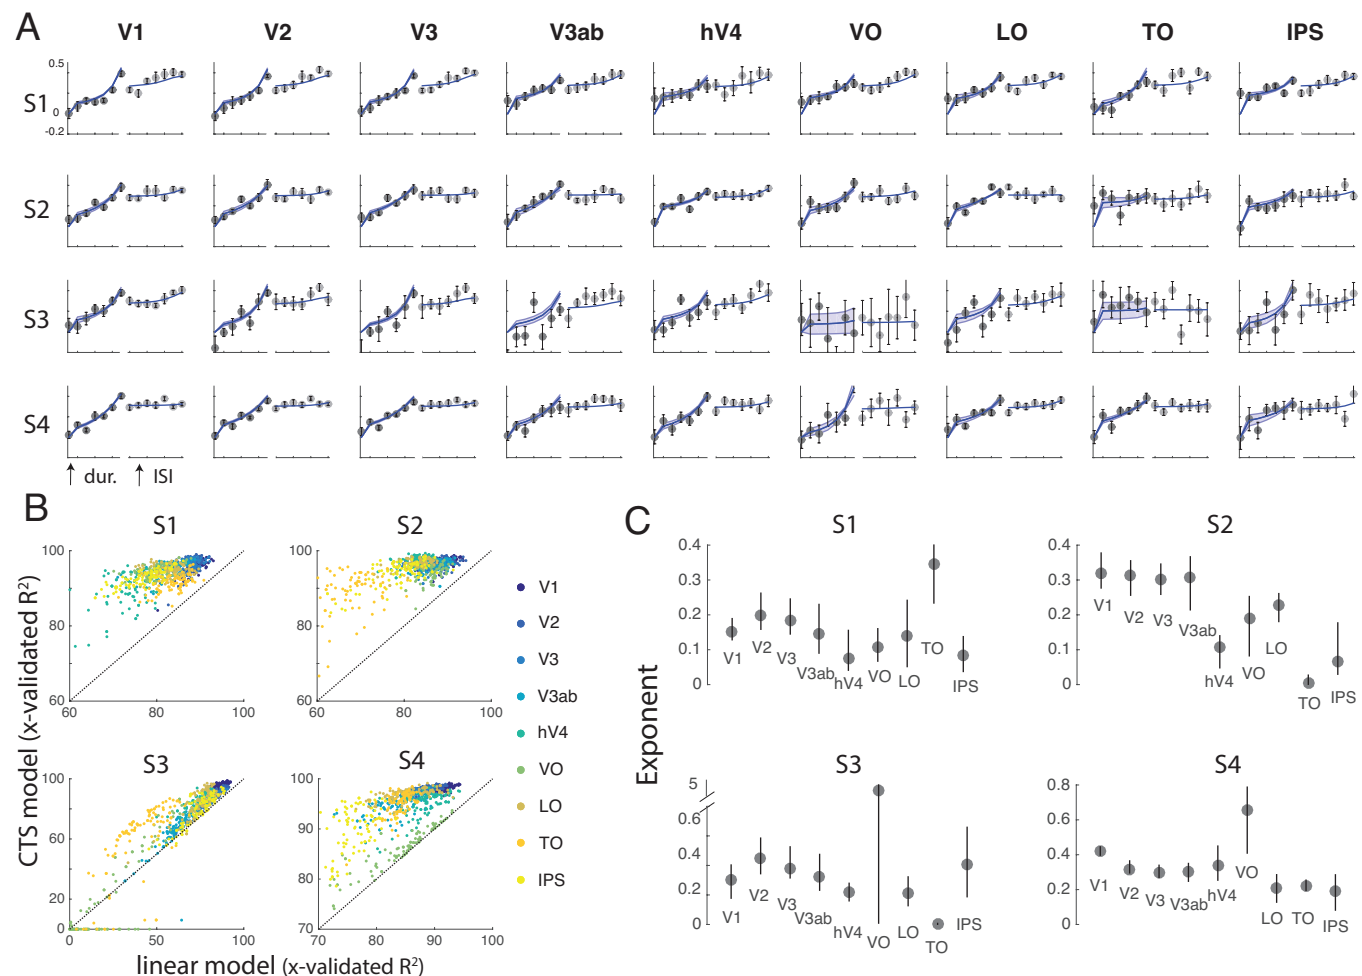 A
V1 V2 V3 V3ab hV4 VO LO TO IPS
S1
0.5
0
-0.2
S2
S3
S4
dur. ISI
B
S1
S2
CTS model (x-validated R²)
100
80
60
60 80 100
100
80
60
60 80 100
S3
S4
100
80
60
40
20
0
0 50 100
100
90
80
70
70 80 90 100
linear model (x-validated R²)
V1
V2
V3
V3ab
hV4
VO
LO
TO
IPS
C
Exponent
S1
0.4
0.3
0.2
0.1
0
V1 V2 V3 V3ab hV4 VO LO TO IPS
S2
0.4
0.3
0.2
0.1
0
V1 V2 V3 V3ab hV4 VO LO TO IPS
S3
5
0.6
0.4
0.2
0
V1 V2 V3 V3ab hV4 VO LO TO IPS
S4
0.8
0.6
0.4
0.2
0
V1 V2 V3 V3ab hV4 VO LO TO IPS